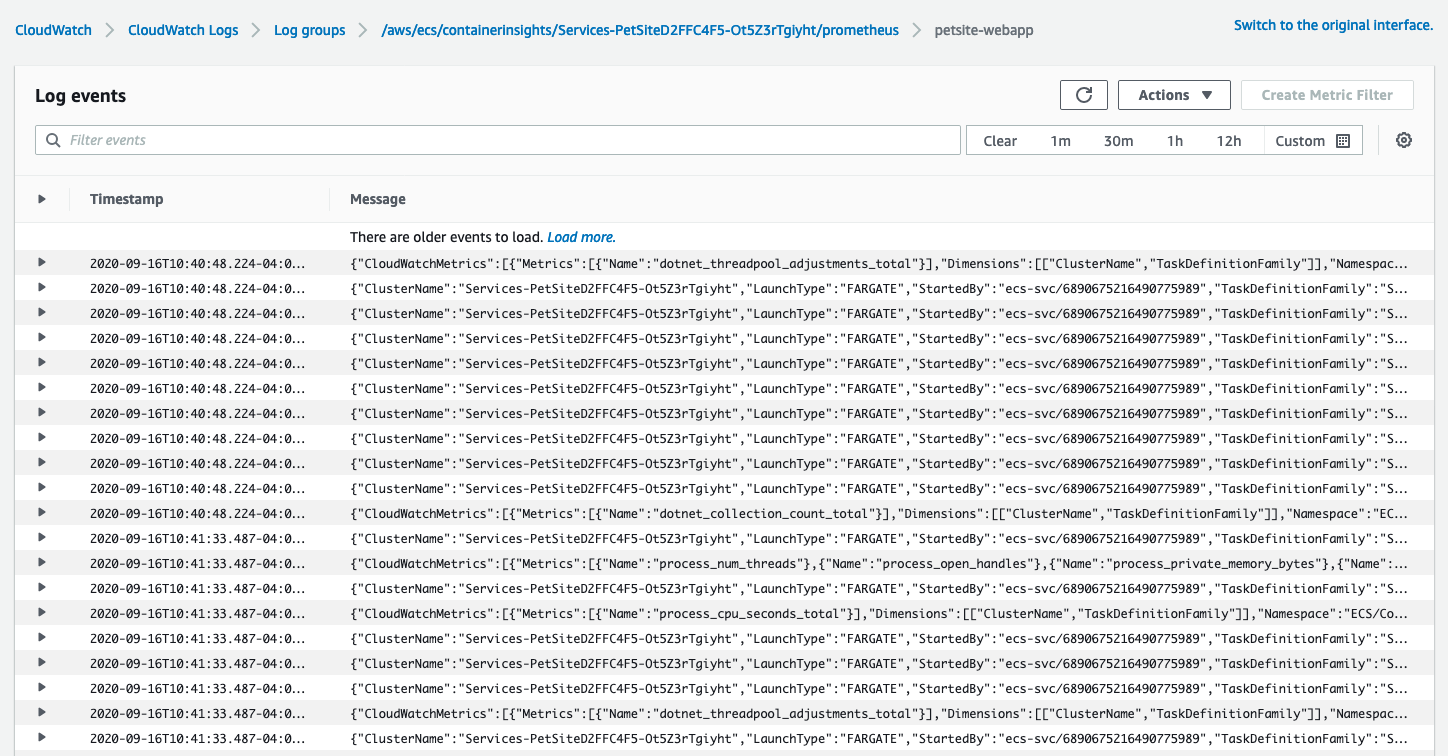 CloudWatch > CloudWatch Logs > Log groups > /aws/ecs/containerinsights/Services-PetSiteD2FFC4F5-Ot5Z3rTgiyht/prometheus > petsite-webapp
Switch to the original interface.
Log events
Actions
Create Metric Filter
Filter events
Clear 1m 30m 1h 12h Custom
Timestamp Message
There are older events to load. Load more.
2020-09-16T10:40:48.224-04:0... {"CloudWatchMetrics":[{"Metrics":[{"Name":"dotnet_threadpool_adjustments_total"}],"Dimensions":[["ClusterName","TaskDefinitionFamily"]],"Namespac...
2020-09-16T10:40:48.224-04:0... {"ClusterName":"Services-PetSiteD2FFC4F5-Ot5Z3rTgiyht","LaunchType":"FARGATE","StartedBy":"ecs-svc/6890675216490775989","TaskDefinitionFamily":"S...
2020-09-16T10:40:48.224-04:0... {"ClusterName":"Services-PetSiteD2FFC4F5-Ot5Z3rTgiyht","LaunchType":"FARGATE","StartedBy":"ecs-svc/6890675216490775989","TaskDefinitionFamily":"S...
2020-09-16T10:40:48.224-04:0... {"ClusterName":"Services-PetSiteD2FFC4F5-Ot5Z3rTgiyht","LaunchType":"FARGATE","StartedBy":"ecs-svc/6890675216490775989","TaskDefinitionFamily":"S...
2020-09-16T10:40:48.224-04:0... {"ClusterName":"Services-PetSiteD2FFC4F5-Ot5Z3rTgiyht","LaunchType":"FARGATE","StartedBy":"ecs-svc/6890675216490775989","TaskDefinitionFamily":"S...
2020-09-16T10:40:48.224-04:0... {"ClusterName":"Services-PetSiteD2FFC4F5-Ot5Z3rTgiyht","LaunchType":"FARGATE","StartedBy":"ecs-svc/6890675216490775989","TaskDefinitionFamily":"S...
2020-09-16T10:40:48.224-04:0... {"ClusterName":"Services-PetSiteD2FFC4F5-Ot5Z3rTgiyht","LaunchType":"FARGATE","StartedBy":"ecs-svc/6890675216490775989","TaskDefinitionFamily":"S...
2020-09-16T10:40:48.224-04:0... {"ClusterName":"Services-PetSiteD2FFC4F5-Ot5Z3rTgiyht","LaunchType":"FARGATE","StartedBy":"ecs-svc/6890675216490775989","TaskDefinitionFamily":"S...
2020-09-16T10:40:48.224-04:0... {"ClusterName":"Services-PetSiteD2FFC4F5-Ot5Z3rTgiyht","LaunchType":"FARGATE","StartedBy":"ecs-svc/6890675216490775989","TaskDefinitionFamily":"S...
2020-09-16T10:40:48.224-04:0... {"ClusterName":"Services-PetSiteD2FFC4F5-Ot5Z3rTgiyht","LaunchType":"FARGATE","StartedBy":"ecs-svc/6890675216490775989","TaskDefinitionFamily":"S...
2020-09-16T10:40:48.224-04:0... {"CloudWatchMetrics":[{"Metrics":[{"Name":"dotnet_collection_count_total"}],"Dimensions":[["ClusterName","TaskDefinitionFamily"]],"Namespace":"EC...
2020-09-16T10:41:33.487-04:0... {"ClusterName":"Services-PetSiteD2FFC4F5-Ot5Z3rTgiyht","LaunchType":"FARGATE","StartedBy":"ecs-svc/6890675216490775989","TaskDefinitionFamily":"S...
2020-09-16T10:41:33.487-04:0... {"CloudWatchMetrics":[{"Metrics":[{"Name":"process_num_threads"},{"Name":"process_open_handles"},{"Name":"process_private_memory_bytes"},{"Name":...
2020-09-16T10:41:33.487-04:0... {"ClusterName":"Services-PetSiteD2FFC4F5-Ot5Z3rTgiyht","LaunchType":"FARGATE","StartedBy":"ecs-svc/6890675216490775989","TaskDefinitionFamily":"S...
2020-09-16T10:41:33.487-04:0... {"CloudWatchMetrics":[{"Metrics":[{"Name":"process_cpu_seconds_total"}],"Dimensions":[["ClusterName","TaskDefinitionFamily"]],"Namespace":"ECS/Co...
2020-09-16T10:41:33.487-04:0... {"ClusterName":"Services-PetSiteD2FFC4F5-Ot5Z3rTgiyht","LaunchType":"FARGATE","StartedBy":"ecs-svc/6890675216490775989","TaskDefinitionFamily":"S...
2020-09-16T10:41:33.487-04:0... {"ClusterName":"Services-PetSiteD2FFC4F5-Ot5Z3rTgiyht","LaunchType":"FARGATE","StartedBy":"ecs-svc/6890675216490775989","TaskDefinitionFamily":"S...
2020-09-16T10:41:33.487-04:0... {"ClusterName":"Services-PetSiteD2FFC4F5-Ot5Z3rTgiyht","LaunchType":"FARGATE","StartedBy":"ecs-svc/6890675216490775989","TaskDefinitionFamily":"S...
2020-09-16T10:41:33.487-04:0... {"CloudWatchMetrics":[{"Metrics":[{"Name":"dotnet_threadpool_adjustments_total"}],"Dimensions":[["ClusterName","TaskDefinitionFamily"]],"Namespac...
2020-09-16T10:41:33.487-04:0... {"ClusterName":"Services-PetSiteD2FFC4F5-Ot5Z3rTgiyht","LaunchType":"FARGATE","StartedBy":"ecs-svc/6890675216490775989","TaskDefinitionFamily":"S...